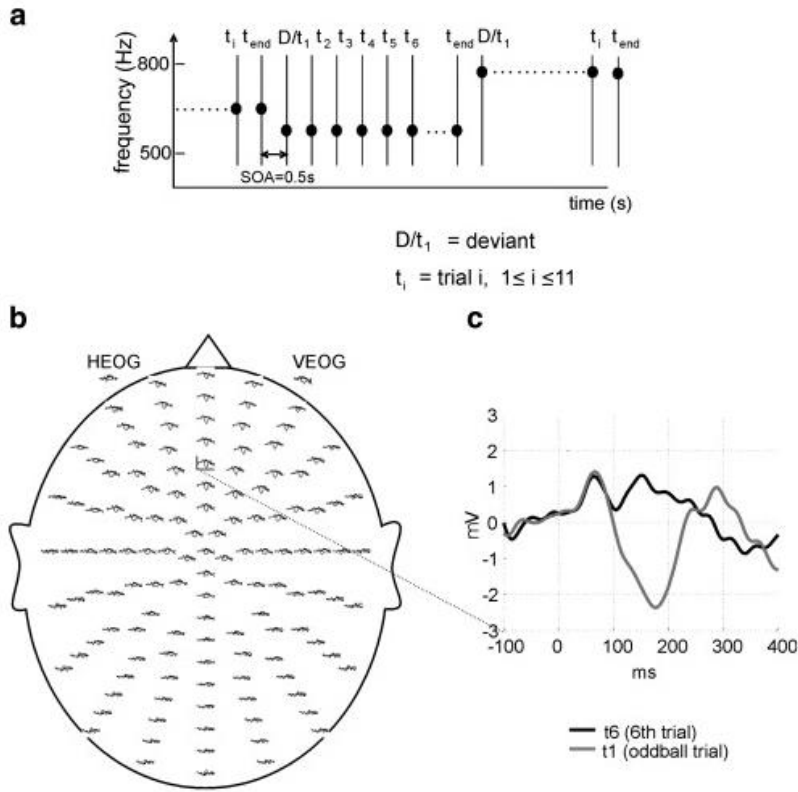 a
t_i t_end D/t_1 t_2 t_3 t_4 t_5 t_6 t_end D/t_1 t_i t_end
frequency (Hz)
800
500
SOA=0.5s
time (s)
D/t_1 = deviant
t_i = trial i, 1≤ i ≤11
b
HEOG VEOG
c
3
2
1
0
-1
-2
-3
mV
-100 0 100 200 300 400
ms
t6 (6th trial)
t1 (oddball trial)